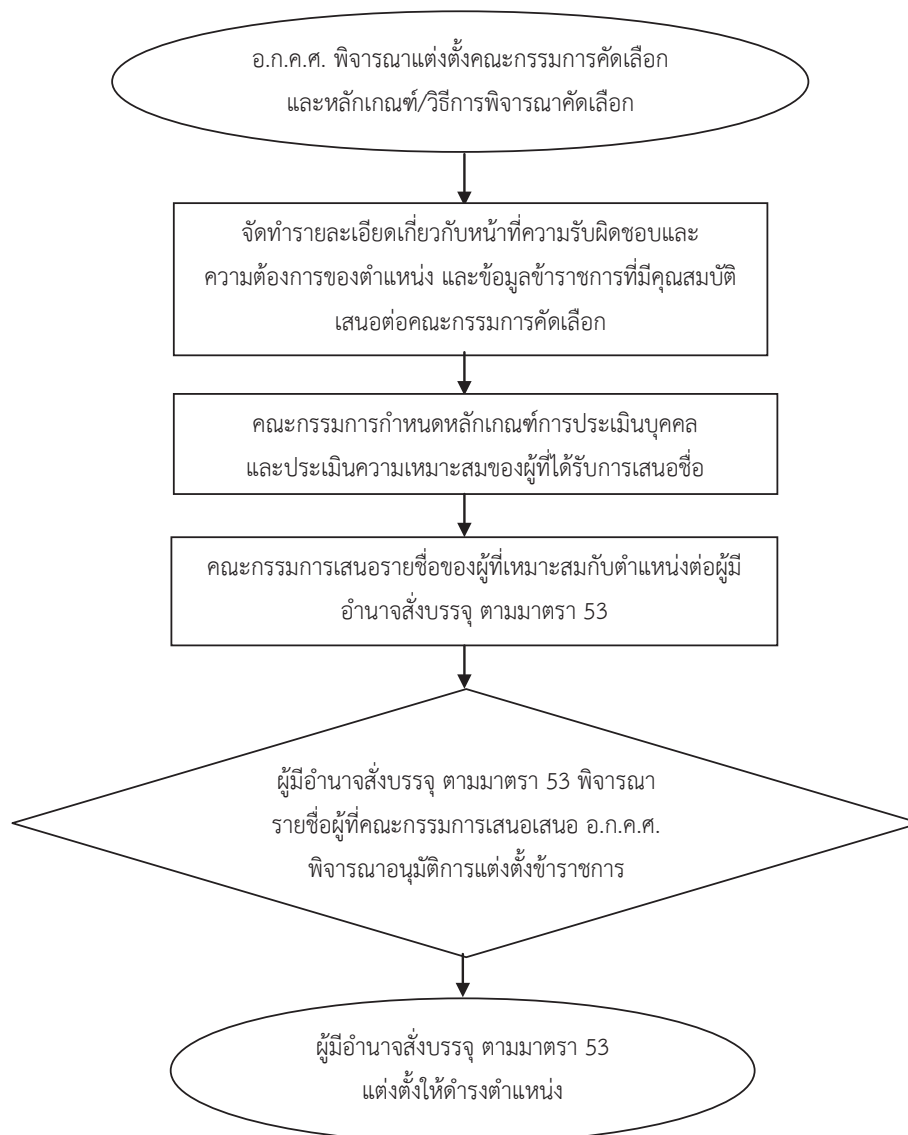 อ.ก.ค.ศ. พิจารณาแต่งตั้งคณะกรรมการคัดเลือก
และหลักเกณฑ์/วิธีการพิจารณาคัดเลือก
จัดทำรายละเอียดเกี่ยวกับหน้าที่ความรับผิดชอบและ
ความต้องการของตำแหน่ง และข้อมูลข้าราชการที่มีคุณสมบัติ
เสนอต่อคณะกรรมการคัดเลือก
คณะกรรมการกำหนดหลักเกณฑ์การประเมินบุคคล
และประเมินความเหมาะสมของผู้ที่ได้รับการเสนอชื่อ
คณะกรรมการเสนอรายชื่อของผู้ที่เหมาะสมกับตำแหน่งต่อผู้มี
อำนาจสั่งบรรจุ ตามมาตรา 53
ผู้มีอำนาจสั่งบรรจุ ตามมาตรา 53 พิจารณา
รายชื่อผู้ที่คณะกรรมการเสนอเสนอ อ.ก.ค.ศ.
พิจารณาอนุมัติการแต่งตั้งข้าราชการ
ผู้มีอำนาจสั่งบรรจุ ตามมาตรา 53
แต่งตั้งให้ดำรงตำแหน่ง